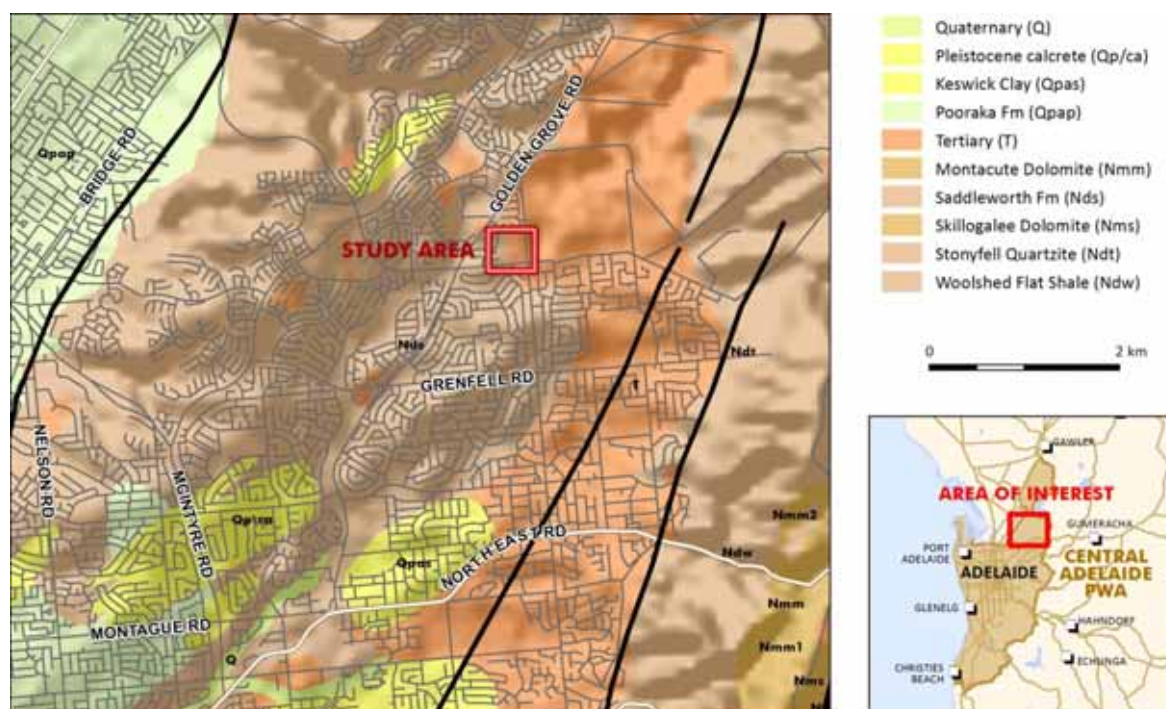 Qpap
BRIDGE RD
GOLDEN GROVE RD
STUDY AREA
Nds
GRENFELL RD
T
Ndt
NELSON RD
MGINTYRE RD
Qp\ca
Qpas
NORTH EAST RD
Nmm2
Ndw
MONTAGUE RD
Q
Nmm
Nmm1
Nms
Quaternary (Q)
Pleistocene calcrete (Qp/ca)
Keswick Clay (Qpas)
Pooraka Fm (Qpap)
Tertiary (T)
Montacute Dolomite (Nmm)
Saddleworth Fm (Nds)
Skillogalee Dolomite (Nms)
Stonyfell Quartzite (Ndt)
Woolshed Flat Shale (Ndw)
0 2 km
GAWLER
AREA OF INTEREST
GUMERACHA
PORT
ADELAIDE
ADELAIDE
CENTRAL
ADELAIDE
PWA
GLENELG
HAHNDORF
ECHUNGA
CHRISTIES
BEACH